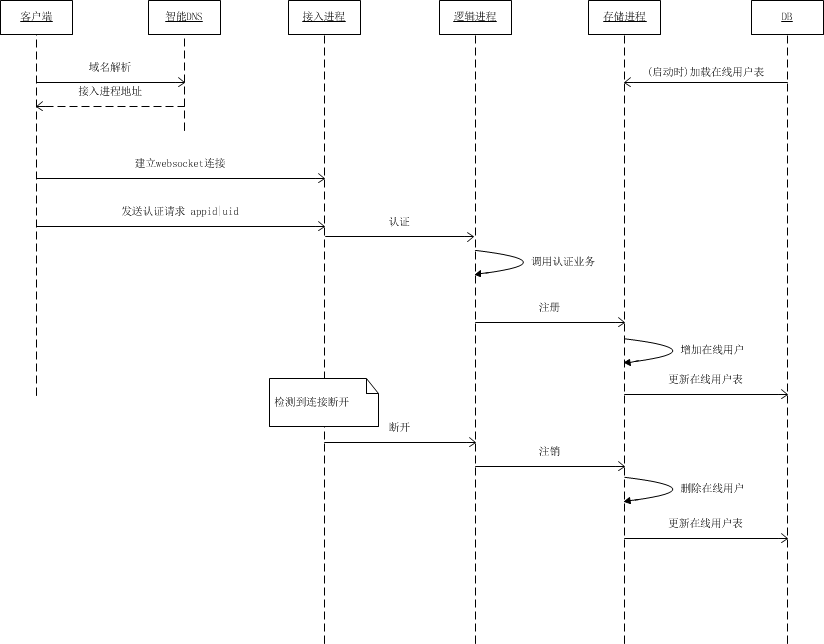 客户端
智能DNS
接入进程
逻辑进程
存储进程
DB
域名解析
(启动时)加载在线用户表
接入进程地址
建立websocket连接
发送认证请求 appid|uid
认证
调用认证业务
注册
增加在线用户
更新在线用户表
检测到连接断开
断开
注销
删除在线用户
更新在线用户表